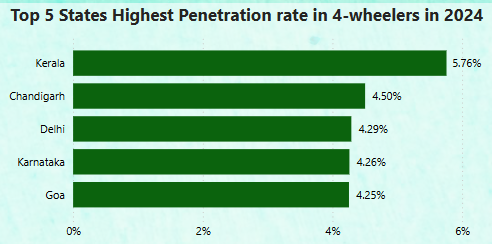 Top 5 States Highest Penetration rate in 4-wheelers in 2024
Kerala 5.76%
Chandigarh 4.50%
Delhi 4.29%
Karnataka 4.26%
Goa 4.25%
0% 2% 4% 6%